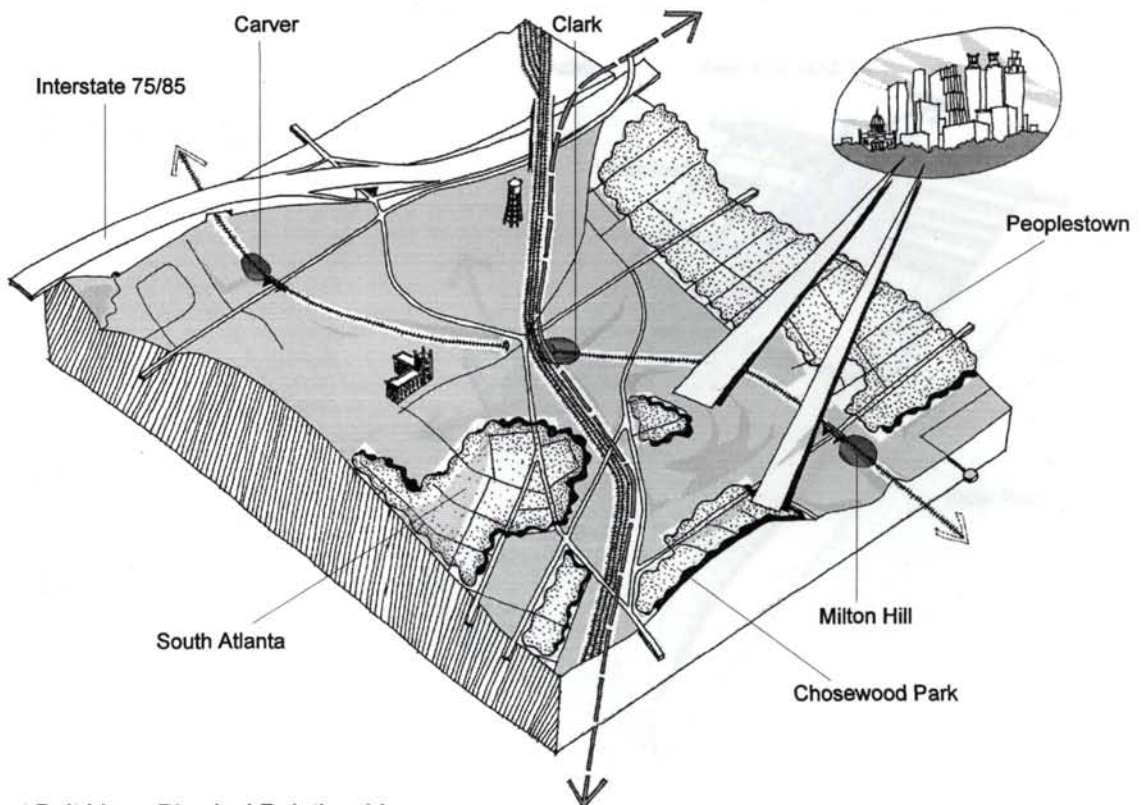 Carver
Clark
Interstate 75/85
Peoplestown
South Atlanta
Milton Hill
Chosewood Park